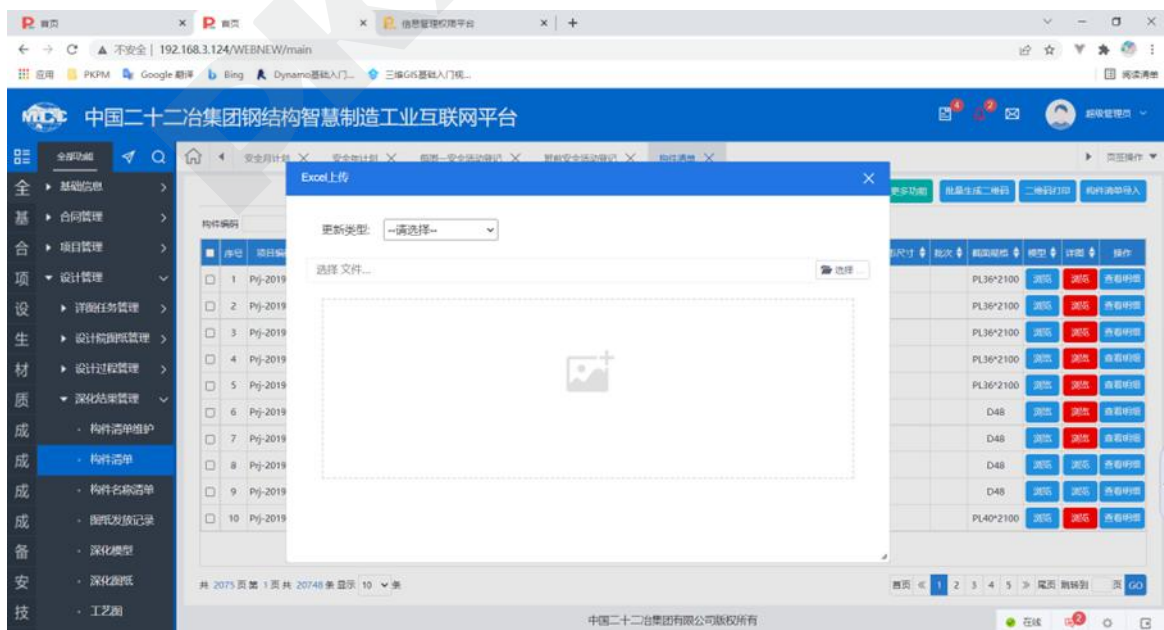 首页
首页
信息管理权限平台
不安全 | 192.168.3.124/WEBNEW/main
应用 PKPM Google 翻译 Bing Dynamo基础入门... 三维GIS基础入门视... 阅读清单
MCC 中国二十二冶集团钢结构智慧制造工业互联网平台 9 2 超级管理员
全部功能 安全月计划 安全年计划 班前安全活动登记 构件清单 页签操作
Excel上传
更多功能 批量生成二维码 二维码打印 构件清单导入
全 基础信息
基 合同管理
构件编码
更新类型: --请选择--
合 项目管理
序号 项目编 批次 截面规格 模型 详图 操作
选择 文件... 选择 ...
项 设计管理
1 Prj-2019 PL36*2100 浏览 浏览 查看明细
设 详图任务管理
2 Prj-2019 PL36*2100 浏览 浏览 查看明细
生 设计院图纸管理
3 Prj-2019 PL36*2100 浏览 浏览 查看明细
材 设计过程管理
4 Prj-2019 PL36*2100 浏览 浏览 查看明细
质 深化结果管理
5 Prj-2019 PL36*2100 浏览 浏览 查看明细
6 Prj-2019 D48 浏览 浏览 查看明细
成 构件清单维护
7 Prj-2019 D48 浏览 浏览 查看明细
成 构件清单
8 Prj-2019 D48 浏览 浏览 查看明细
成 构件名称清单
9 Prj-2019 D48 浏览 浏览 查看明细
成 图纸发放记录
10 Prj-2019 PL40*2100 浏览 浏览 查看明细
备 深化模型
安 深化图纸
共 2075 页 第 1 页 共 20748 条 显示 10 条
首页 « 1 2 3 4 5 » 尾页 跳转到 页 GO
技 工艺图
中国二十二冶集团有限公司版权所有
在线 2